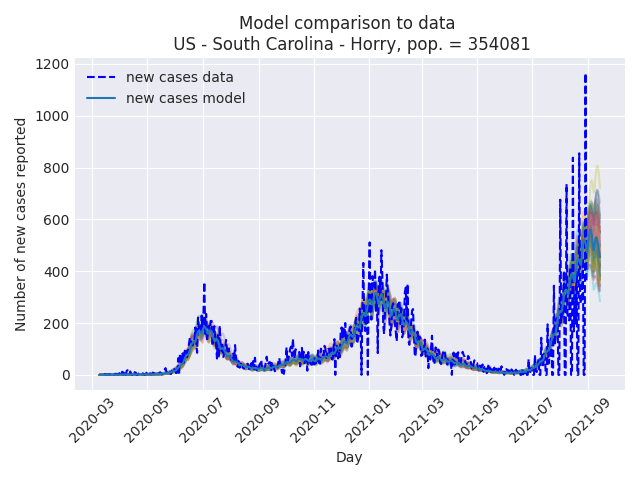 Model comparison to data
US - South Carolina - Horry, pop. = 354081
new cases data
new cases model
Number of new cases reported
1200
1000
800
600
400
200
0
2020-03
2020-05
2020-07
2020-09
2020-11
2021-01
2021-03
2021-05
2021-07
2021-09
Day